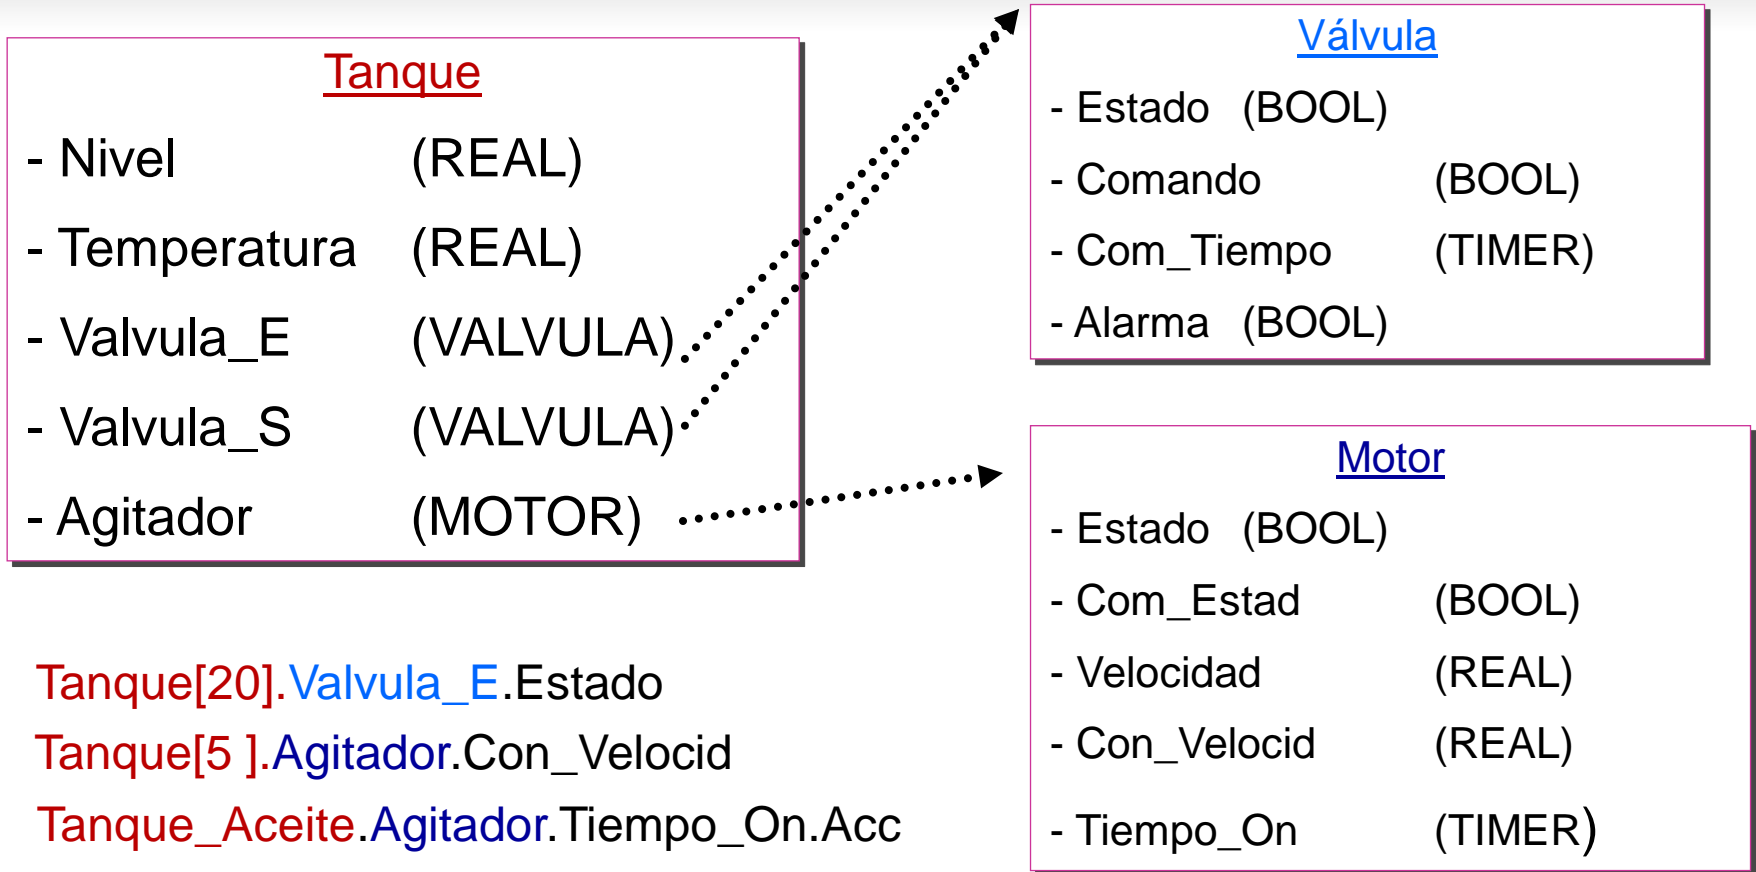 Tanque
- Nivel (REAL)
- Temperatura (REAL)
- Valvula_E (VALVULA)
- Valvula_S (VALVULA)
- Agitador (MOTOR)
Válvula
- Estado (BOOL)
- Comando (BOOL)
- Com_Tiempo (TIMER)
- Alarma (BOOL)
Motor
- Estado (BOOL)
- Com_Estad (BOOL)
- Velocidad (REAL)
- Con_Velocid (REAL)
- Tiempo_On (TIMER)
Tanque[20].Valvula_E.Estado
Tanque[5 ].Agitador.Con_Velocid
Tanque_Aceite.Agitador.Tiempo_On.Acc